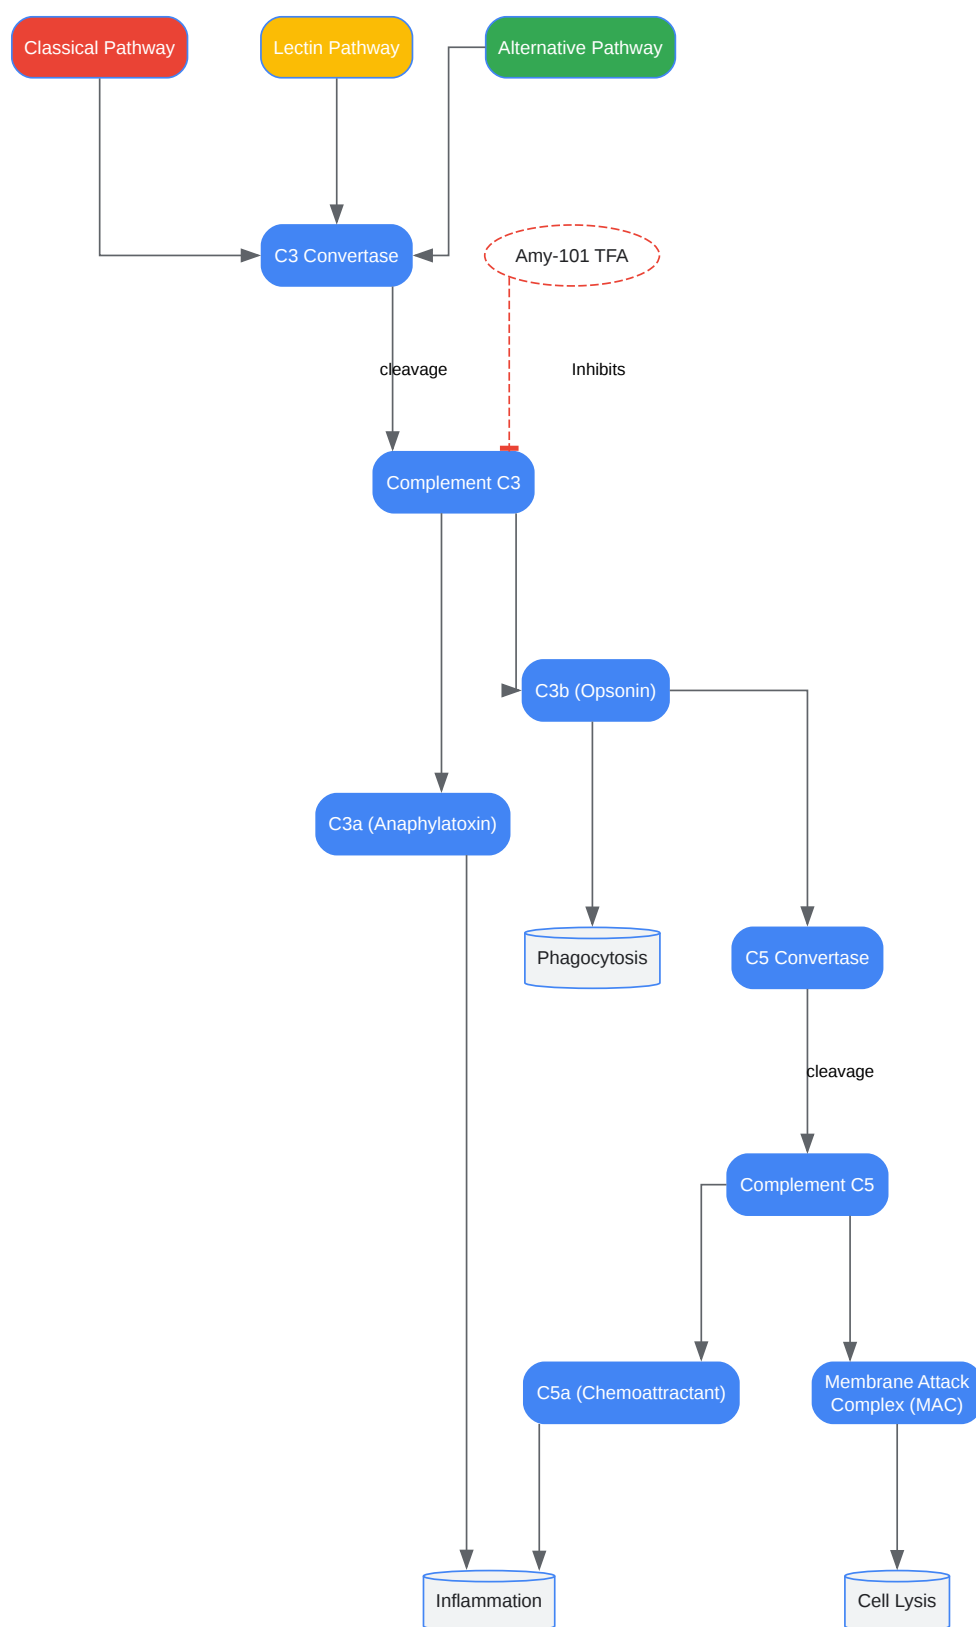 Classical Pathway
Lectin Pathway
Alternative Pathway
C3 Convertase
Amy-101 TFA
cleavage
Inhibits
Complement C3
C3b (Opsonin)
C3a (Anaphylatoxin)
Phagocytosis
C5 Convertase
cleavage
Complement C5
C5a (Chemoattractant)
Membrane Attack
Complex (MAC)
Inflammation
Cell Lysis